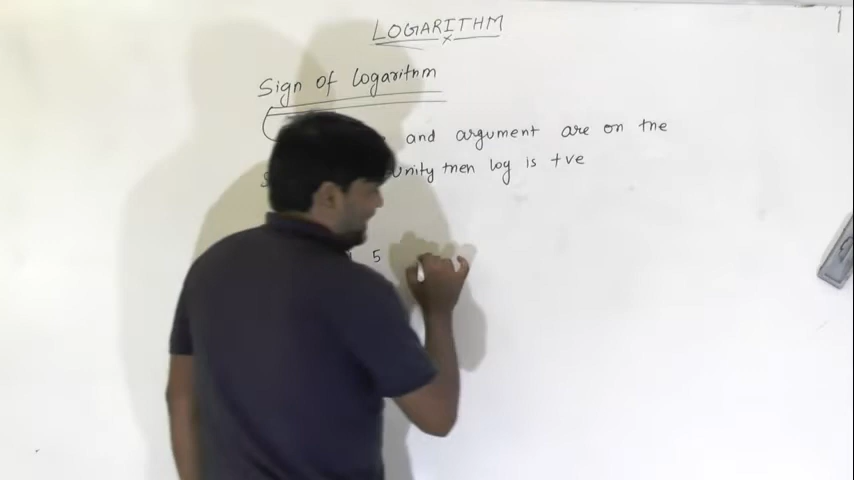 LOGARITHM
Sign of logarithm
and argument are on the
unity then log is +ve
5